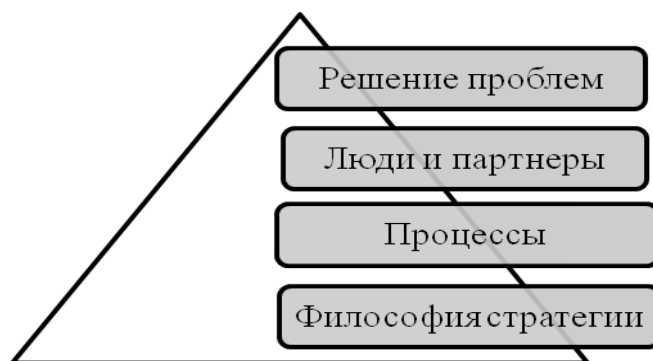 Решение проблем
Люди и партнеры
Процессы
Философия стратегии